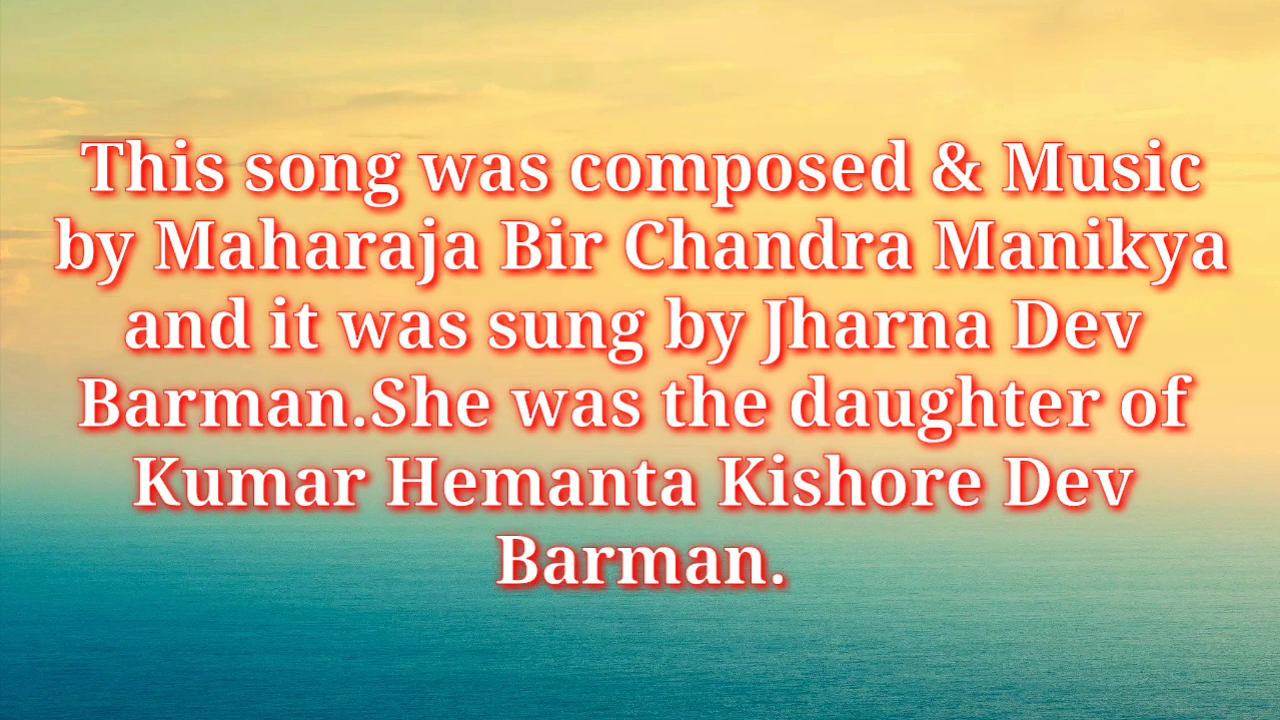 This song was composed & Music
by Maharaja Bir Chandra Manikya
and it was sung by Jharna Dev
Barman.She was the daughter of
Kumar Hemanta Kishore Dev
Barman.